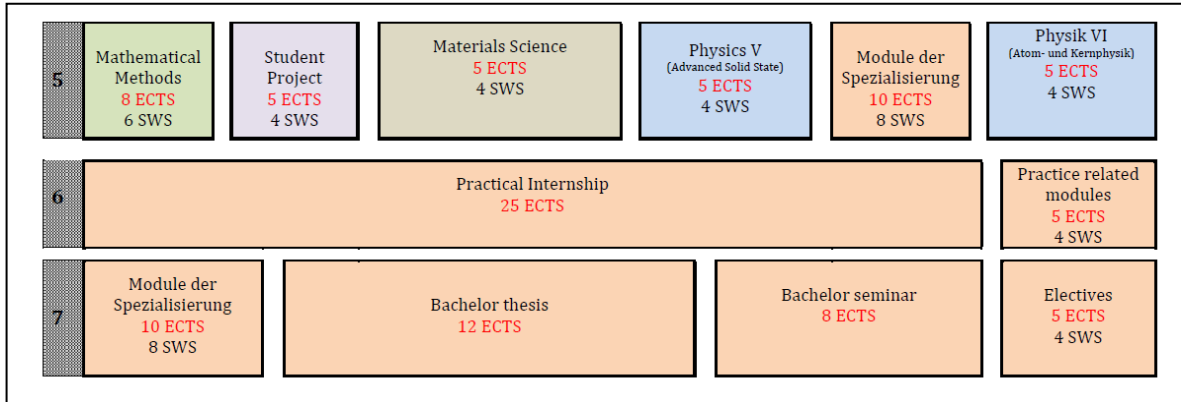 5
Mathematical
Methods
8 ECTS
6 SWS
Student
Project
5 ECTS
4 SWS
Materials Science
5 ECTS
4 SWS
Physics V
(Advanced Solid State)
5 ECTS
4 SWS
Module der
Spezialisierung
10 ECTS
8 SWS
Physik VI
(Atom- und Kernphysik)
5 ECTS
4 SWS
6
Practical Internship
25 ECTS
Practice related
modules
5 ECTS
4 SWS
7
Module der
Spezialisierung
10 ECTS
8 SWS
Bachelor thesis
12 ECTS
Bachelor seminar
8 ECTS
Electives
5 ECTS
4 SWS